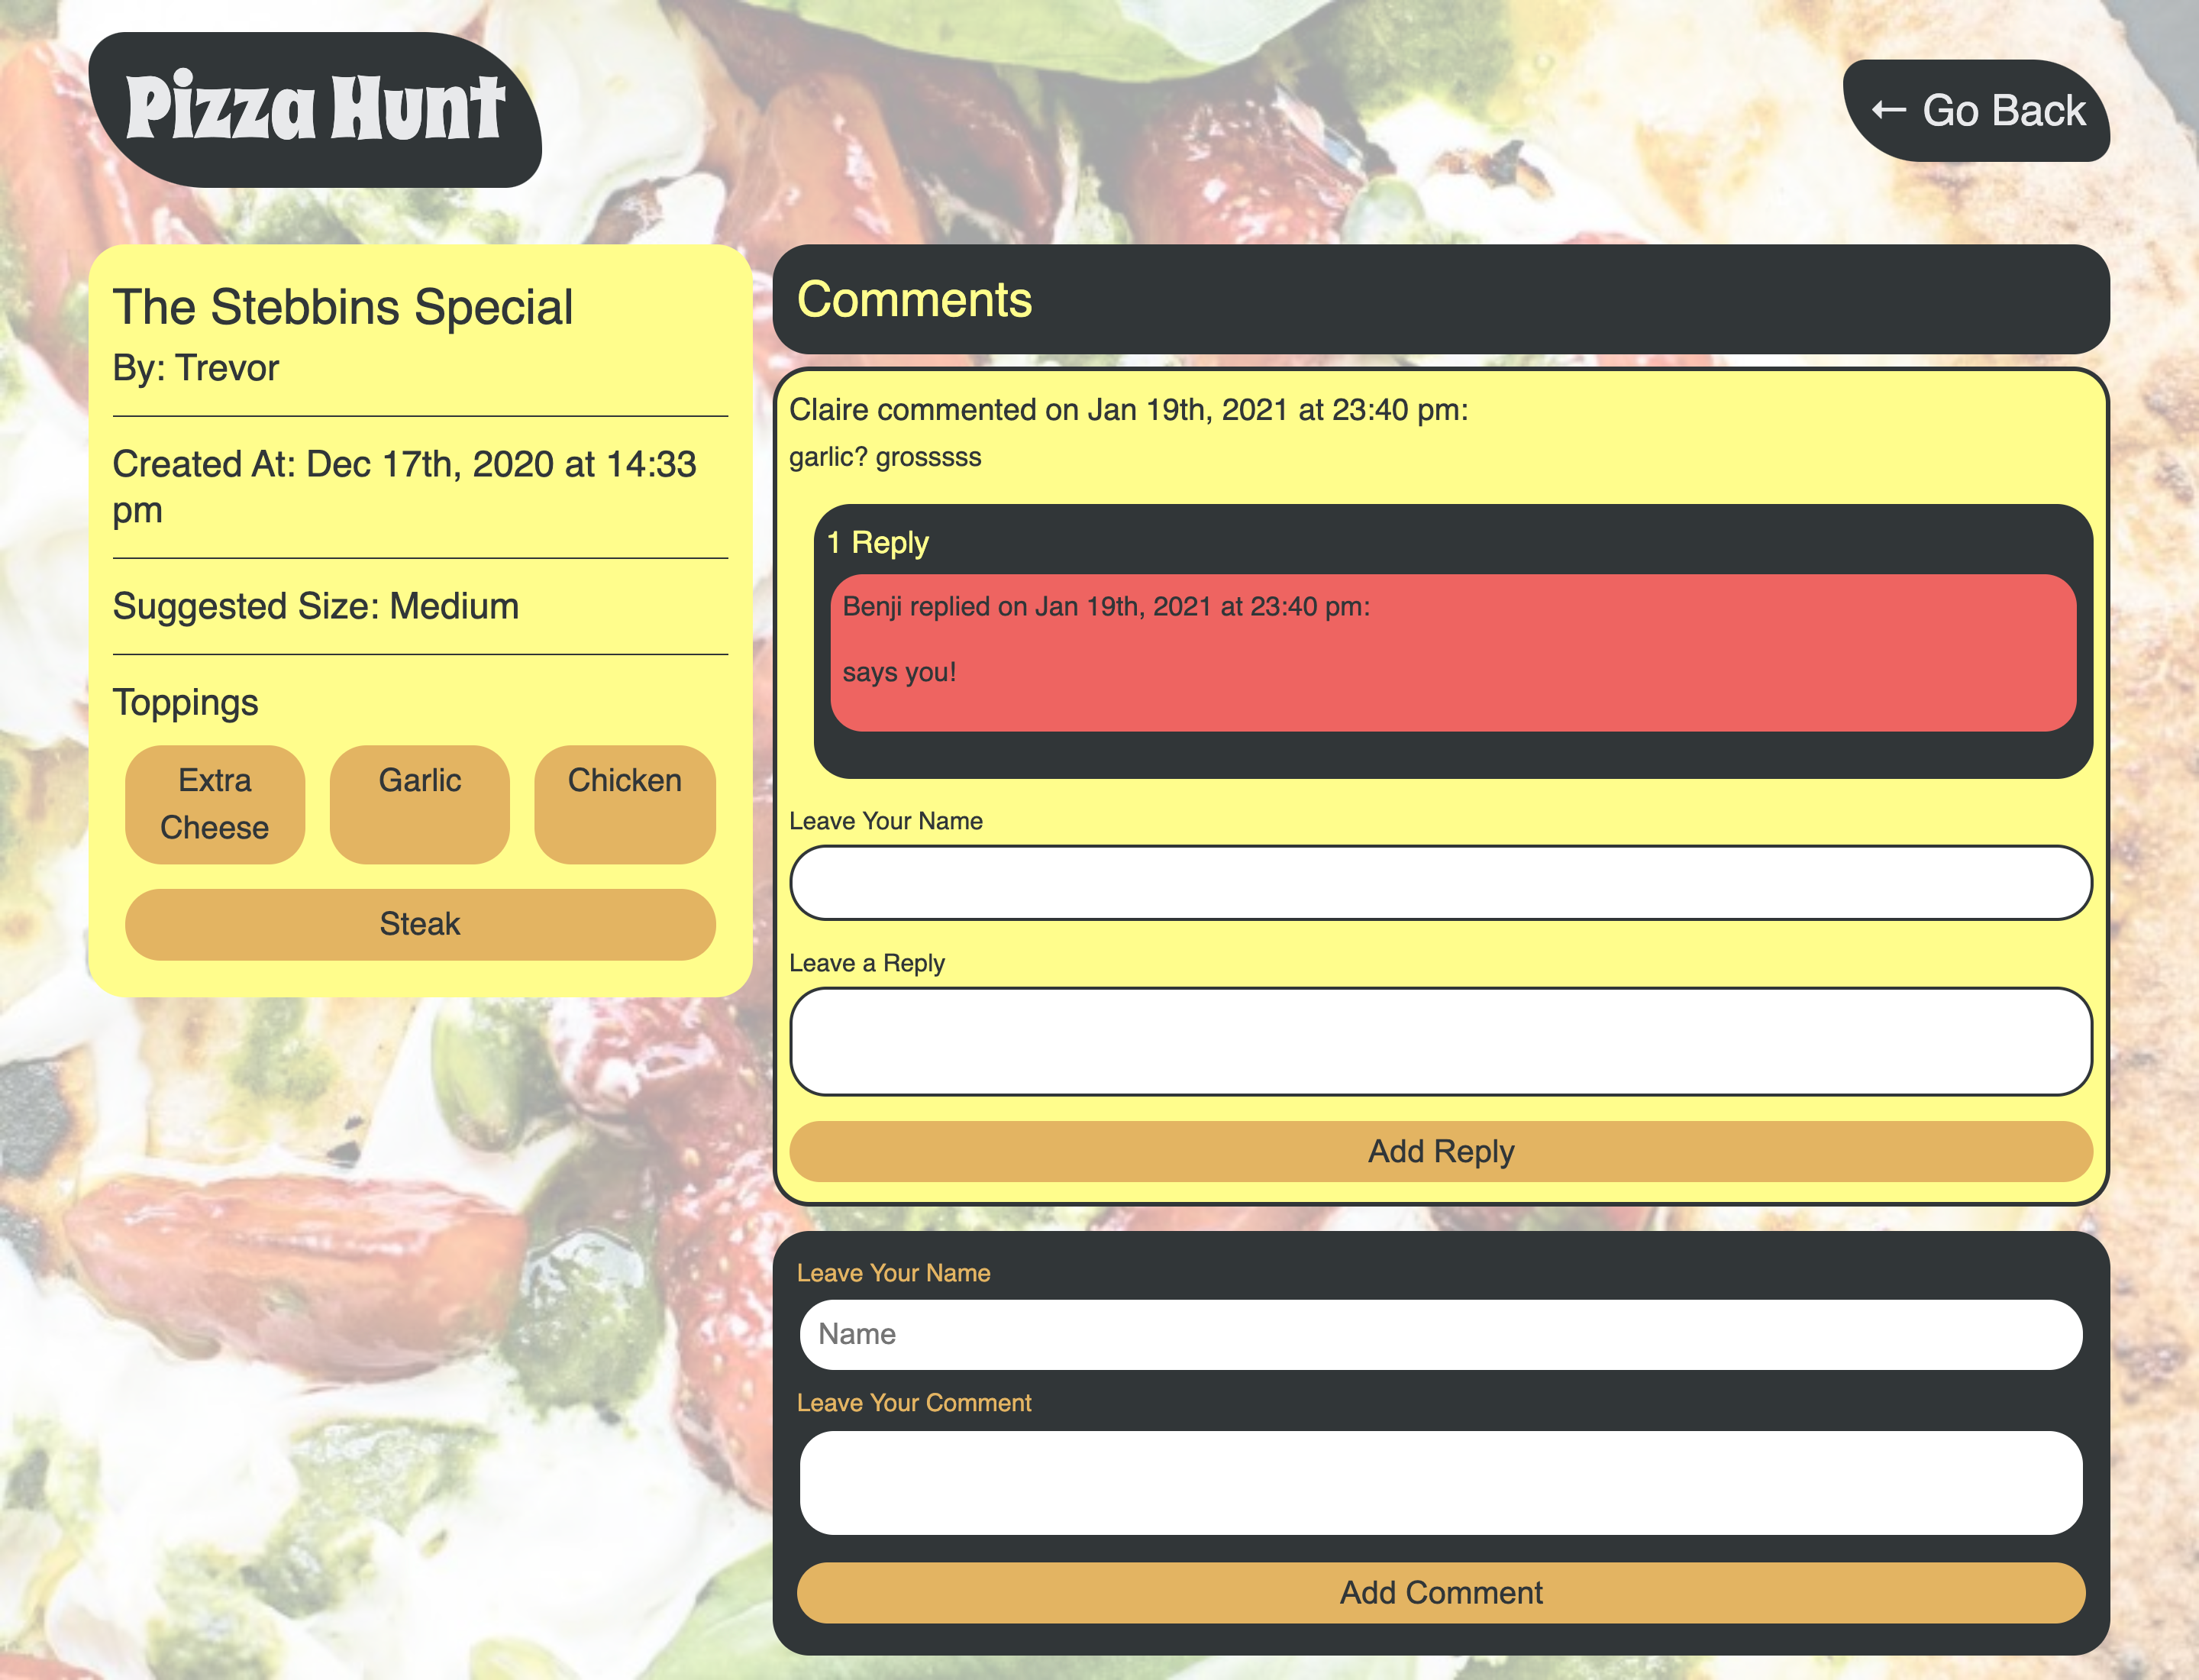 Pizza Hunt
← Go Back
The Stebbins Special
By: Trevor
Created At: Dec 17th, 2020 at 14:33
pm
Suggested Size: Medium
Toppings
Extra
Cheese
Garlic
Chicken
Steak
Comments
Claire commented on Jan 19th, 2021 at 23:40 pm:
garlic? grosssss
1 Reply
Benji replied on Jan 19th, 2021 at 23:40 pm:
says you!
Leave Your Name
Leave a Reply
Add Reply
Leave Your Name
Name
Leave Your Comment
Add Comment